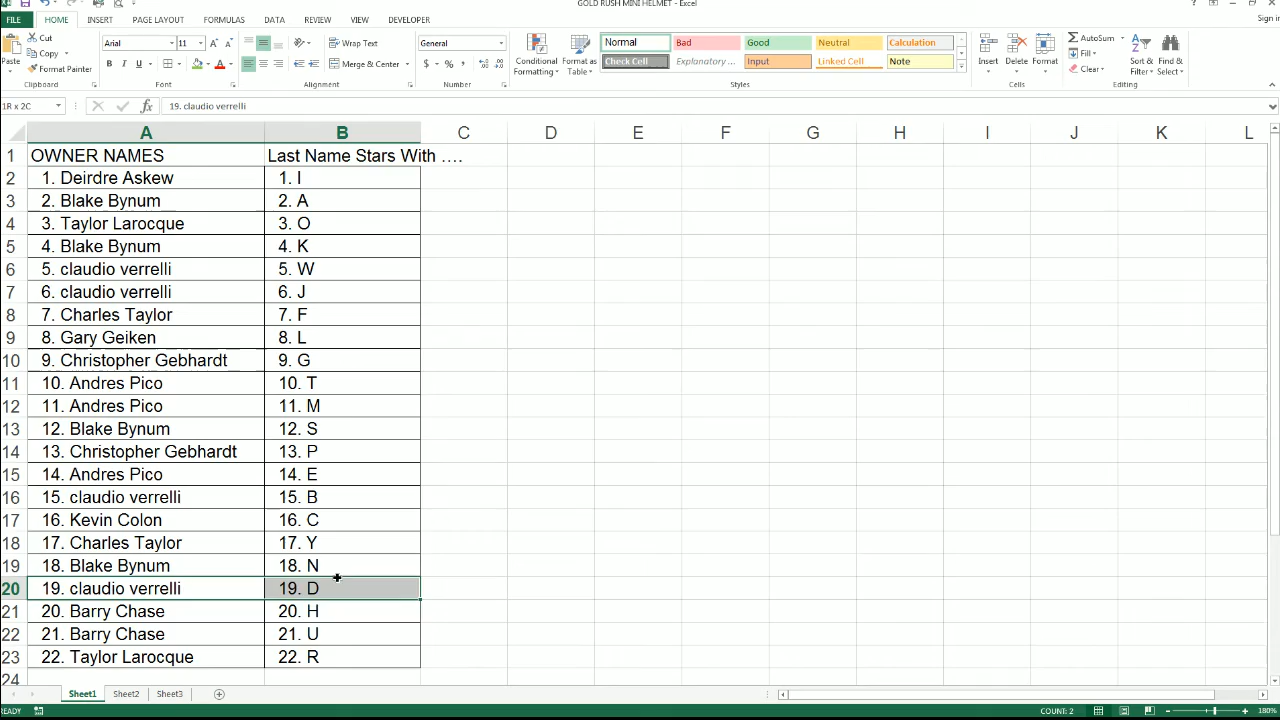 GOLD RUSH MINI HELMET - Excel
FILE HOME INSERT PAGE LAYOUT FORMULAS DATA REVIEW VIEW DEVELOPER Sign in
Cut
Copy
Format Painter
Paste
Clipboard
Arial 11
B I U
Font
Wrap Text
Merge & Center
Alignment
General
$ % ,
Number
Conditional Formatting
Format as Table
Normal Bad Good Neutral Calculation
Check Cell Explanatory ... Input Linked Cell Note
Styles
Insert Delete Format
Cells
AutoSum
Fill
Clear
Sort & Filter
Find & Select
Editing
1R x 2C fx 19. claudio verrelli
A B C D E F G H I J K L
1 OWNER NAMES Last Name Stars With ....
2 1. Deirdre Askew 1. I
3 2. Blake Bynum 2. A
4 3. Taylor Larocque 3. O
5 4. Blake Bynum 4. K
6 5. claudio verrelli 5. W
7 6. claudio verrelli 6. J
8 7. Charles Taylor 7. F
9 8. Gary Geiken 8. L
10 9. Christopher Gebhardt 9. G
11 10. Andres Pico 10. T
12 11. Andres Pico 11. M
13 12. Blake Bynum 12. S
14 13. Christopher Gebhardt 13. P
15 14. Andres Pico 14. E
16 15. claudio verrelli 15. B
17 16. Kevin Colon 16. C
18 17. Charles Taylor 17. Y
19 18. Blake Bynum 18. N
20 19. claudio verrelli 19. D
21 20. Barry Chase 20. H
22 21. Barry Chase 21. U
23 22. Taylor Larocque 22. R
24
Sheet1 Sheet2 Sheet3
READY COUNT: 2 180%